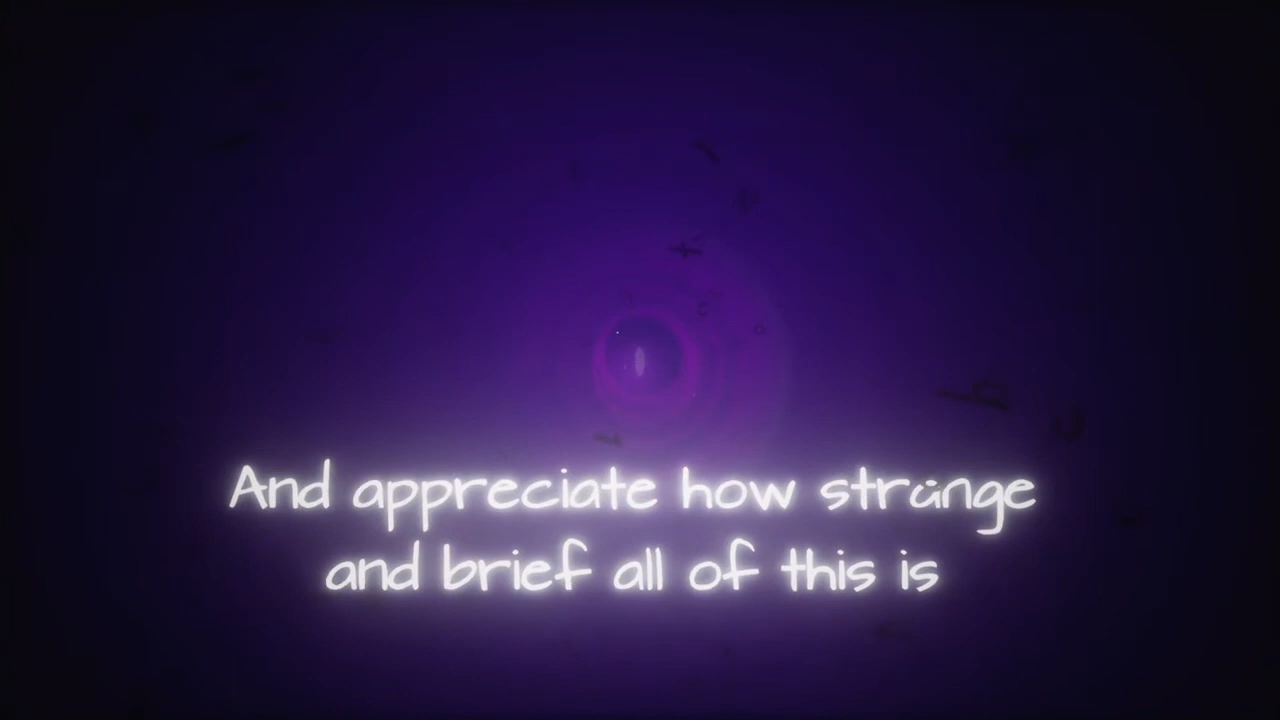 And appreciate how strange
and brief all of this is